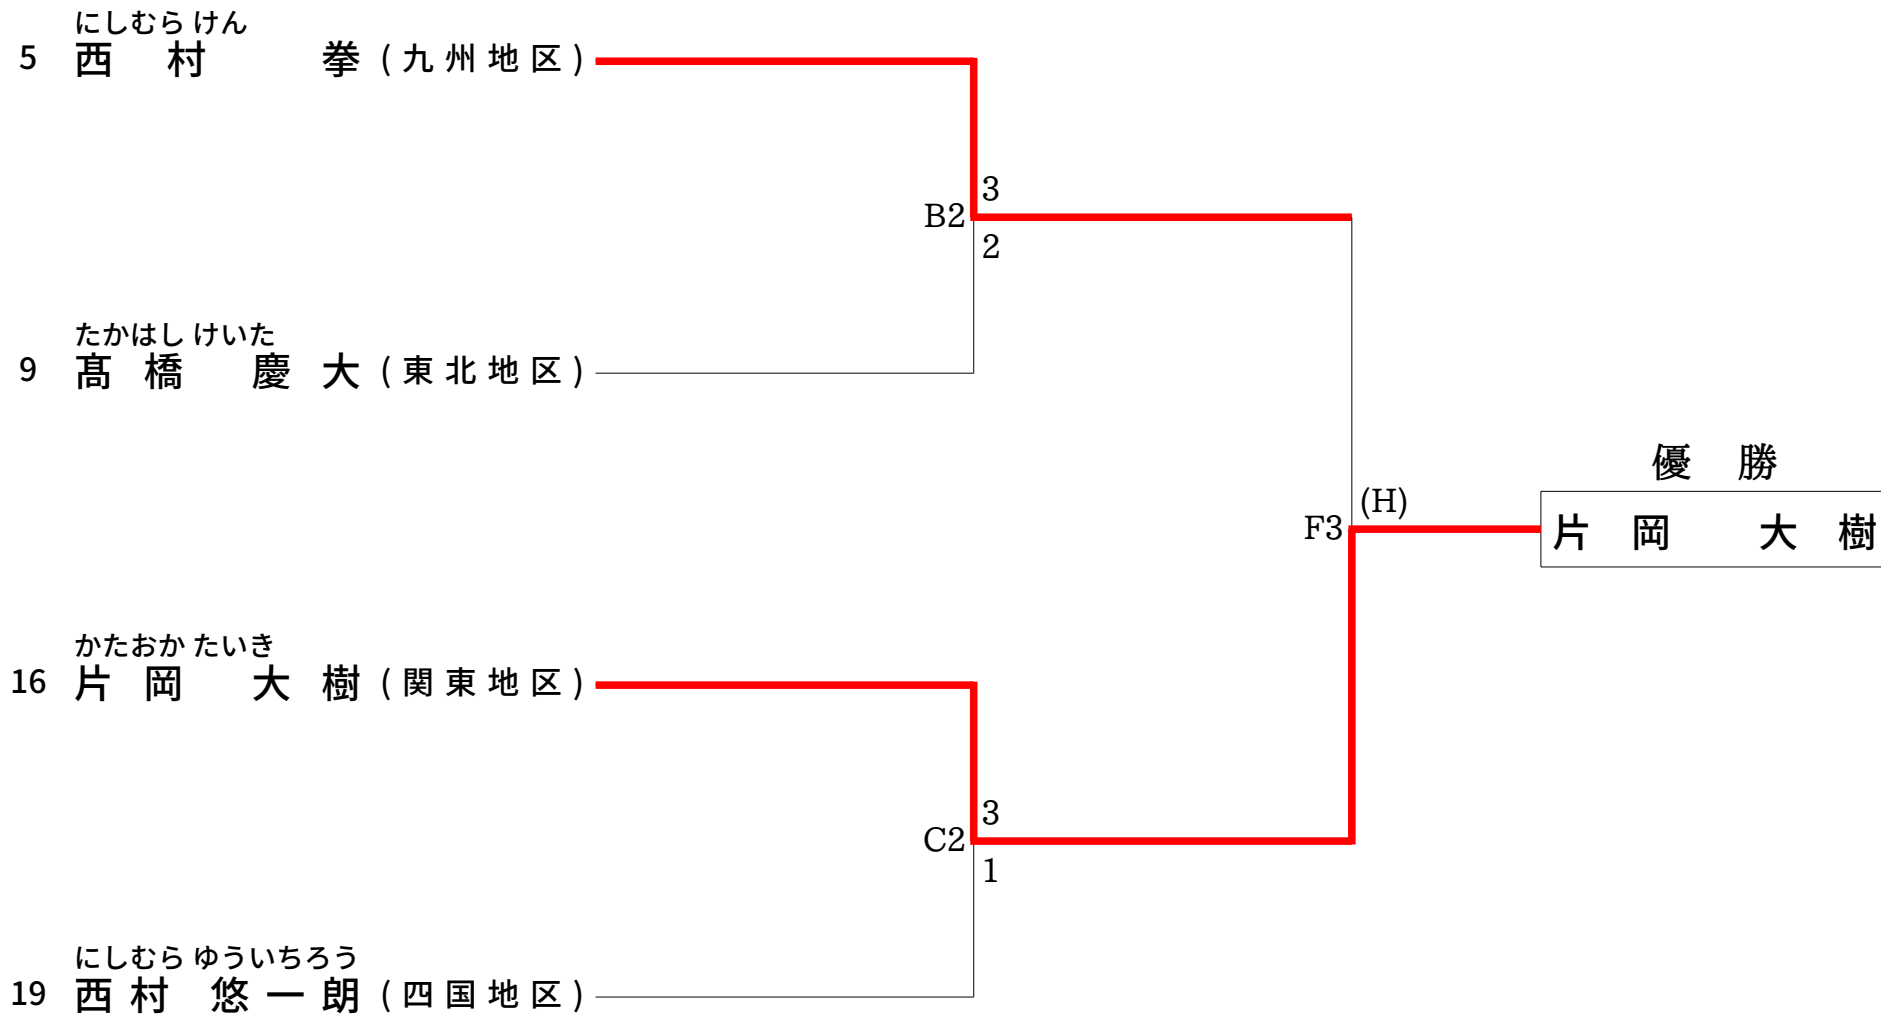 にしむら けん
5 西村 拳 (九州地区)
3
B2
2
たかはし けいた
9 髙橋 慶大 (東北地区)
優勝
(H)
F3
片岡 大樹
かたおか たいき
16 片岡 大樹 (関東地区)
3
C2
1
にしむら ゆういちろう
19 西村 悠一朗 (四国地区)